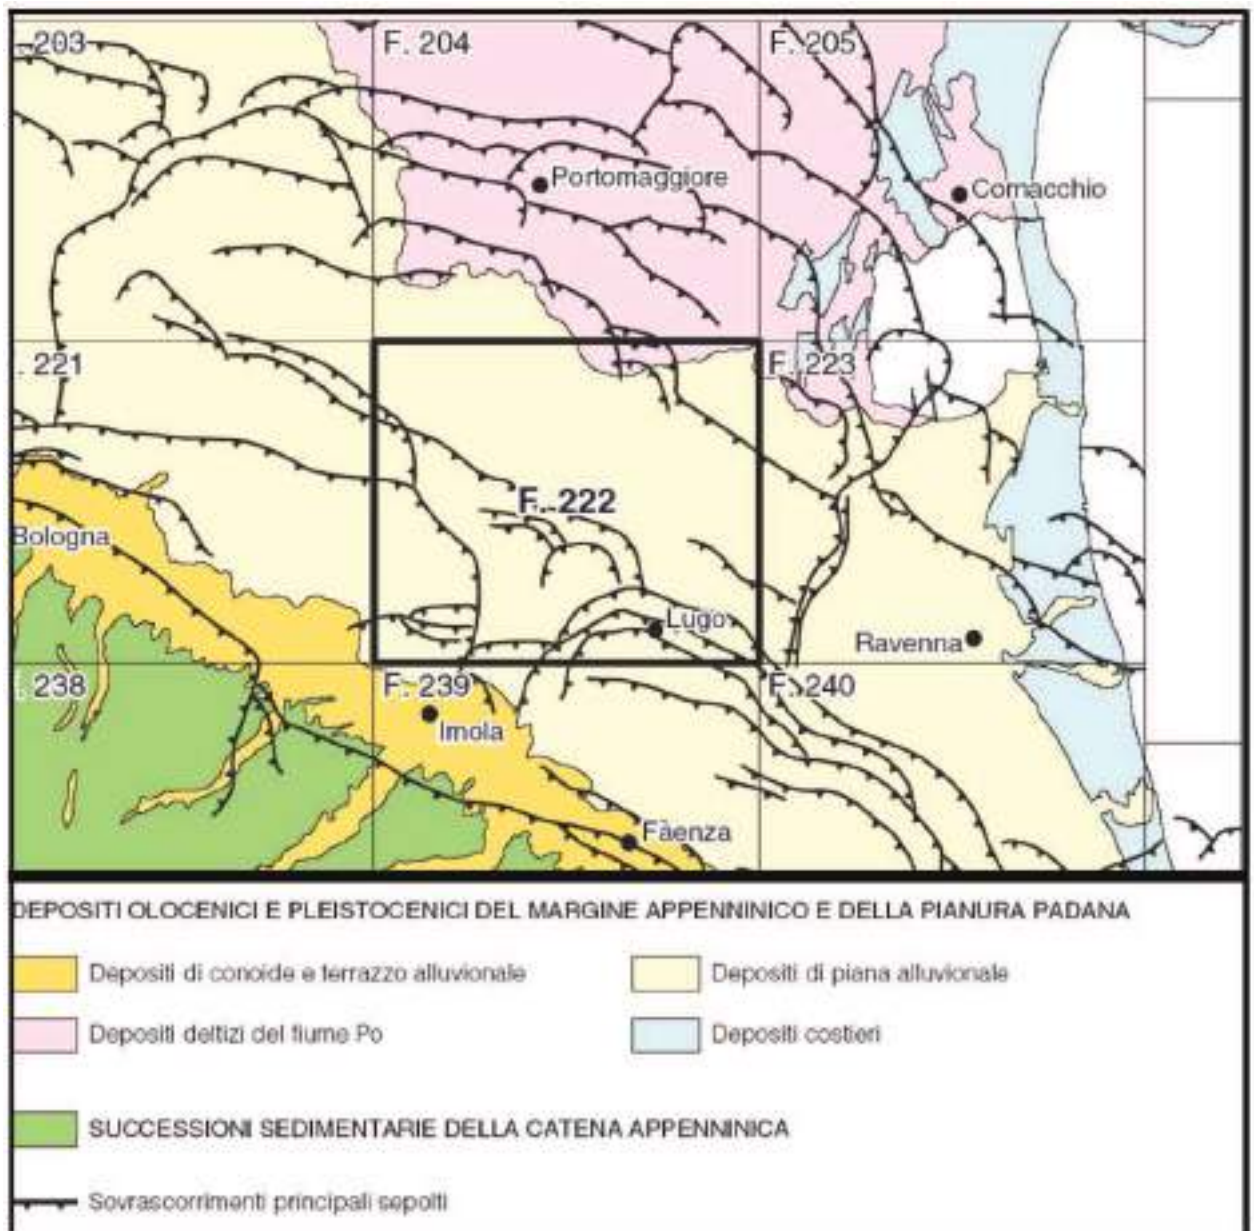 . 203
F. 204
F. 205
Portomaggiore
Comacchio
. 221
F. 223
F. 222
Bologna
Lugo
Ravenna
. 238
F. 239
F. 240
Imola
Faenza
DEPOSITI OLOCENICI E PLEISTOCENICI DEL MARGINE APPENNINICO E DELLA PIANURA PADANA
Depositi di conoide e terrazzo alluvionale
Depositi di piana alluvionale
Depositi deltizi del fiume Po
Depositi costieri
SUCCESSIONI SEDIMENTARIE DELLA CATENA APPENNINICA
Sovrascorrimenti principali sepolti